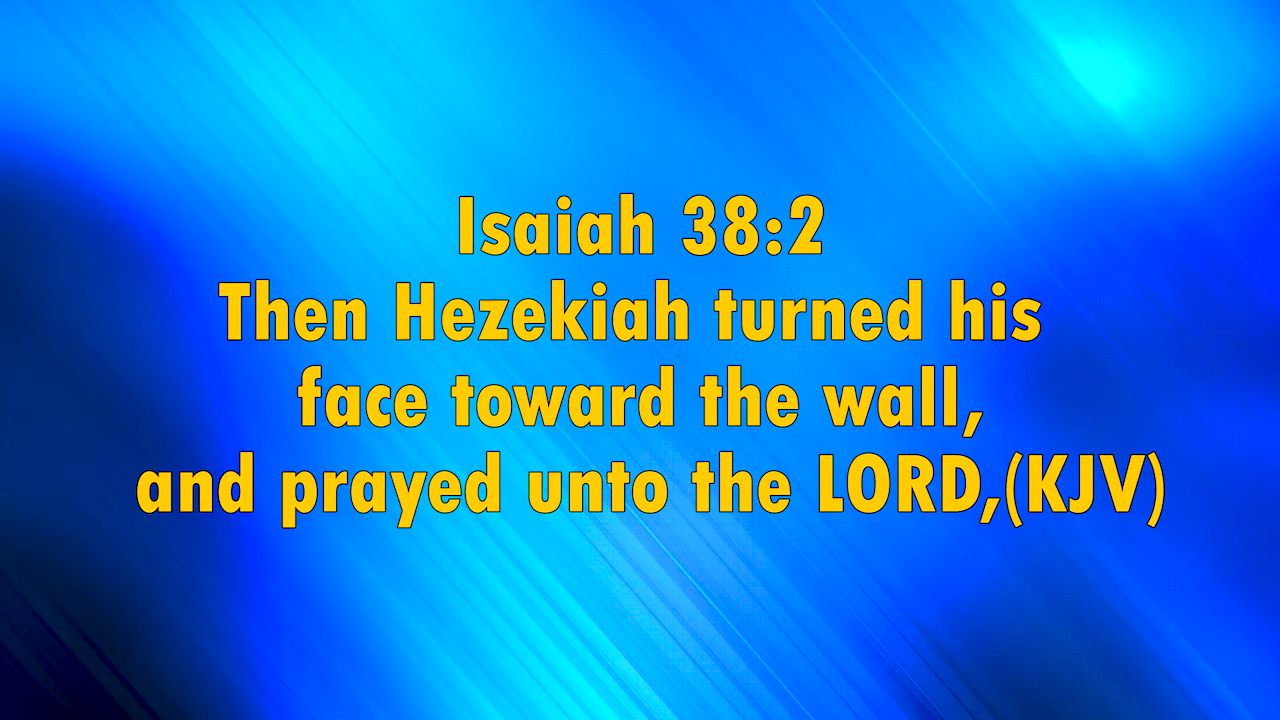 Isaiah 38:2
Then Hezekiah turned his
face toward the wall,
and prayed unto the LORD,(KJV)